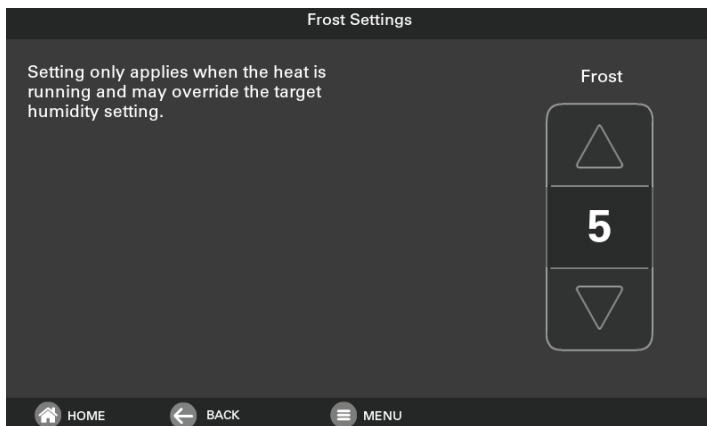 Frost Settings
Setting only applies when the heat is
running and may override the target
humidity setting.
Frost
5
HOME
BACK
MENU